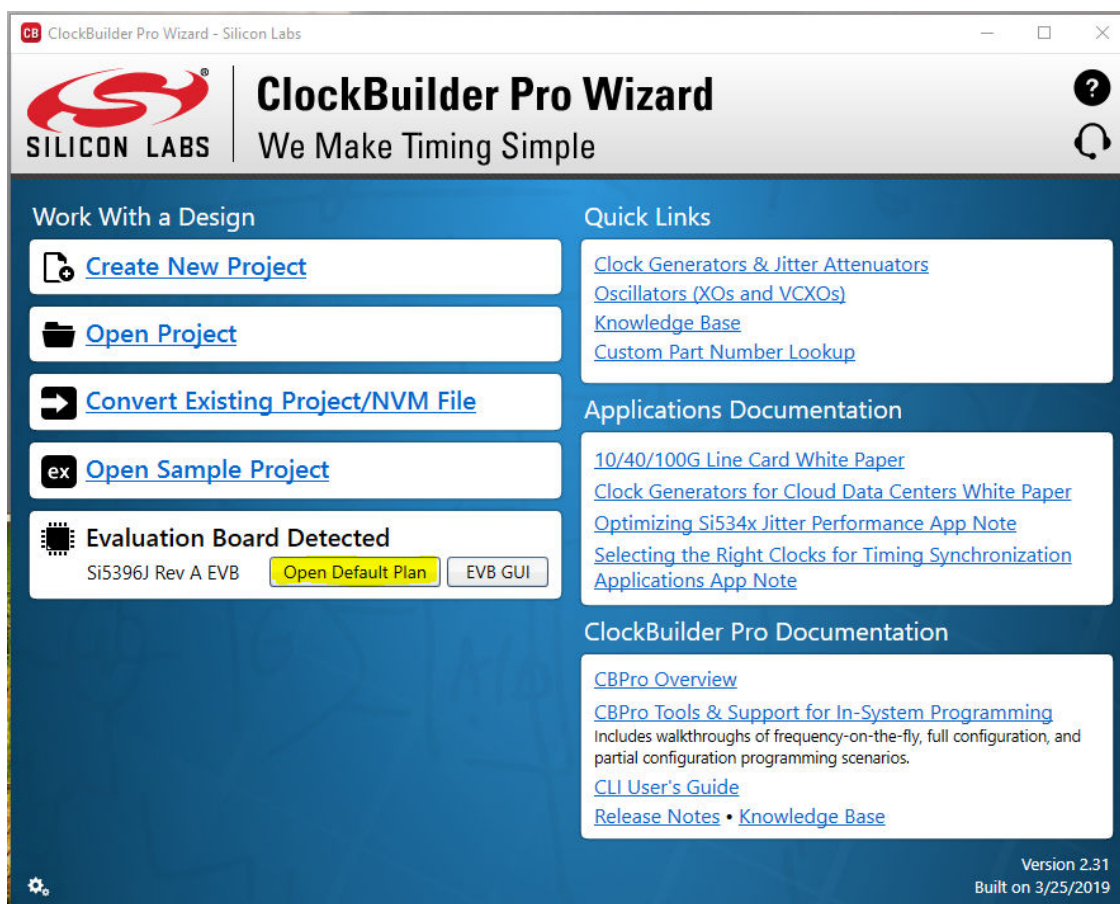 CB ClockBuilder Pro Wizard - Silicon Labs
SILICON LABS
®
ClockBuilder Pro Wizard
We Make Timing Simple
?
Work With a Design
Create New Project
Open Project
Convert Existing Project/NVM File
ex Open Sample Project
Evaluation Board Detected
Si5396J Rev A EVB Open Default Plan EVB GUI
Quick Links
Clock Generators & Jitter Attenuators
Oscillators (XOs and VCXOs)
Knowledge Base
Custom Part Number Lookup
Applications Documentation
10/40/100G Line Card White Paper
Clock Generators for Cloud Data Centers White Paper
Optimizing Si534x Jitter Performance App Note
Selecting the Right Clocks for Timing Synchronization
Applications App Note
ClockBuilder Pro Documentation
CBPro Overview
CBPro Tools & Support for In-System Programming
Includes walkthroughs of frequency-on-the-fly, full configuration, and
partial configuration programming scenarios.
CLI User's Guide
Release Notes • Knowledge Base
Version 2.31
Built on 3/25/2019